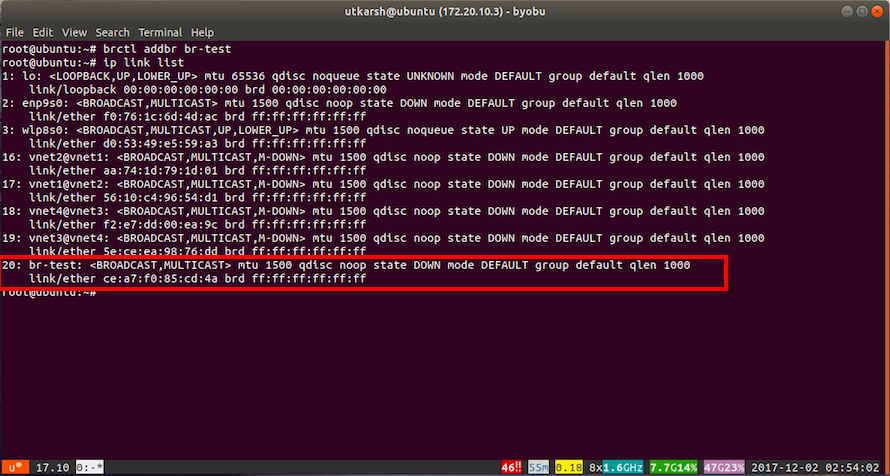 utkarsh@ubuntu (172.20.10.3) - byobu
File Edit View Search Terminal Help
root@ubuntu:~# brctl addbr br-test
root@ubuntu:~# ip link list
1: lo: <LOOPBACK,UP,LOWER_UP> mtu 65536 qdisc noqueue state UNKNOWN mode DEFAULT group default qlen 1000
    link/loopback 00:00:00:00:00:00 brd 00:00:00:00:00:00
2: enp9s0: <BROADCAST,MULTICAST> mtu 1500 qdisc noop state DOWN mode DEFAULT group default qlen 1000
    link/ether f0:76:1c:6d:4d:ac brd ff:ff:ff:ff:ff:ff
3: wlp8s0: <BROADCAST,MULTICAST,UP,LOWER_UP> mtu 1500 qdisc noqueue state UP mode DEFAULT group default qlen 1000
    link/ether d0:53:49:e5:59:a3 brd ff:ff:ff:ff:ff:ff
16: vnet2@vnet1: <BROADCAST,MULTICAST,M-DOWN> mtu 1500 qdisc noop state DOWN mode DEFAULT group default qlen 1000
    link/ether aa:74:1d:79:1d:01 brd ff:ff:ff:ff:ff:ff
17: vnet1@vnet2: <BROADCAST,MULTICAST,M-DOWN> mtu 1500 qdisc noop state DOWN mode DEFAULT group default qlen 1000
    link/ether 56:10:c4:96:54:d1 brd ff:ff:ff:ff:ff:ff
18: vnet4@vnet3: <BROADCAST,MULTICAST,M-DOWN> mtu 1500 qdisc noop state DOWN mode DEFAULT group default qlen 1000
    link/ether f2:e7:dd:00:ea:9c brd ff:ff:ff:ff:ff:ff
19: vnet3@vnet4: <BROADCAST,MULTICAST,M-DOWN> mtu 1500 qdisc noop state DOWN mode DEFAULT group default qlen 1000
    link/ether 5e:ce:ea:98:76:dd brd ff:ff:ff:ff:ff:ff
20: br-test: <BROADCAST,MULTICAST> mtu 1500 qdisc noop state DOWN mode DEFAULT group default qlen 1000
    link/ether ce:a7:f0:85:cd:4a brd ff:ff:ff:ff:ff:ff
root@ubuntu:~#
u 17.10 0:-* 46!! 55m 0.18 8x1.6GHz 7.7G14% 47G23% 2017-12-02 02:54:02